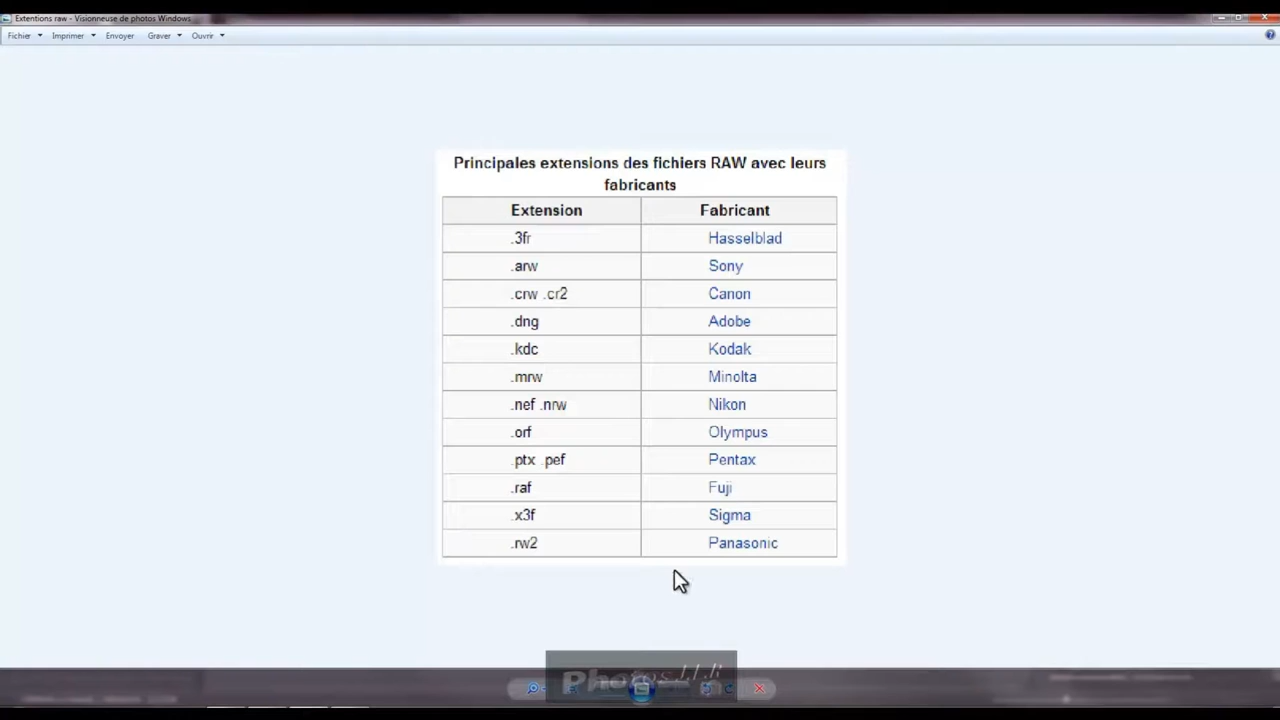 Extentions raw - Visionneuse de photos Windows
Fichier Imprimer Envoyer Graver Ouvrir
Principales extensions des fichiers RAW avec leurs
fabricants
Extension Fabricant
.3fr Hasselblad
.arw Sony
.crw .cr2 Canon
.dng Adobe
.kdc Kodak
.mrw Minolta
.nef .nrw Nikon
.orf Olympus
.ptx .pef Pentax
.raf Fuji
.x3f Sigma
.rw2 Panasonic